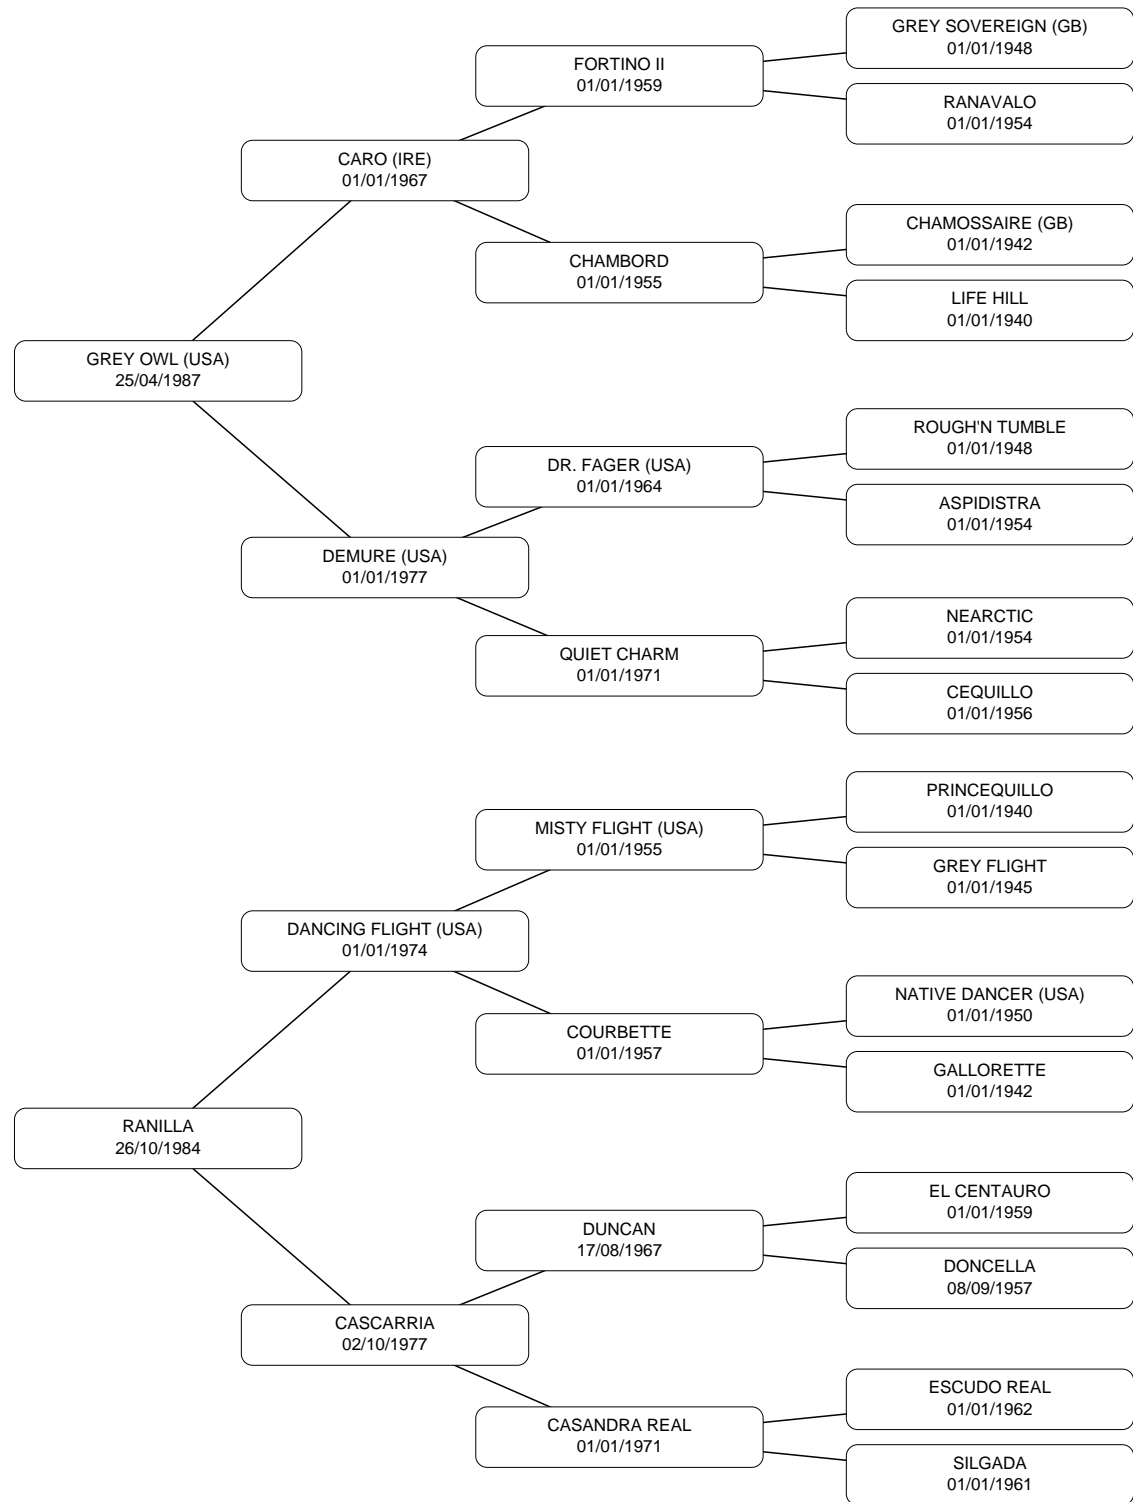 GREY SOVEREIGN (GB)
01/01/1948
FORTINO II
01/01/1959
RANAVALO
01/01/1954
CARO (IRE)
01/01/1967
CHAMOSSAIRE (GB)
01/01/1942
CHAMBORD
01/01/1955
LIFE HILL
01/01/1940
GREY OWL (USA)
25/04/1987
ROUGH'N TUMBLE
01/01/1948
DR. FAGER (USA)
01/01/1964
ASPIDISTRA
01/01/1954
DEMURE (USA)
01/01/1977
NEARCTIC
01/01/1954
QUIET CHARM
01/01/1971
CEQUILLO
01/01/1956
PRINCEQUILLO
01/01/1940
MISTY FLIGHT (USA)
01/01/1955
GREY FLIGHT
01/01/1945
DANCING FLIGHT (USA)
01/01/1974
NATIVE DANCER (USA)
01/01/1950
COURBETTE
01/01/1957
GALLORETTE
01/01/1942
RANILLA
26/10/1984
EL CENTAURO
01/01/1959
DUNCAN
17/08/1967
DONCELLA
08/09/1957
CASCARRIA
02/10/1977
ESCUDO REAL
01/01/1962
CASANDRA REAL
01/01/1971
SILGADA
01/01/1961